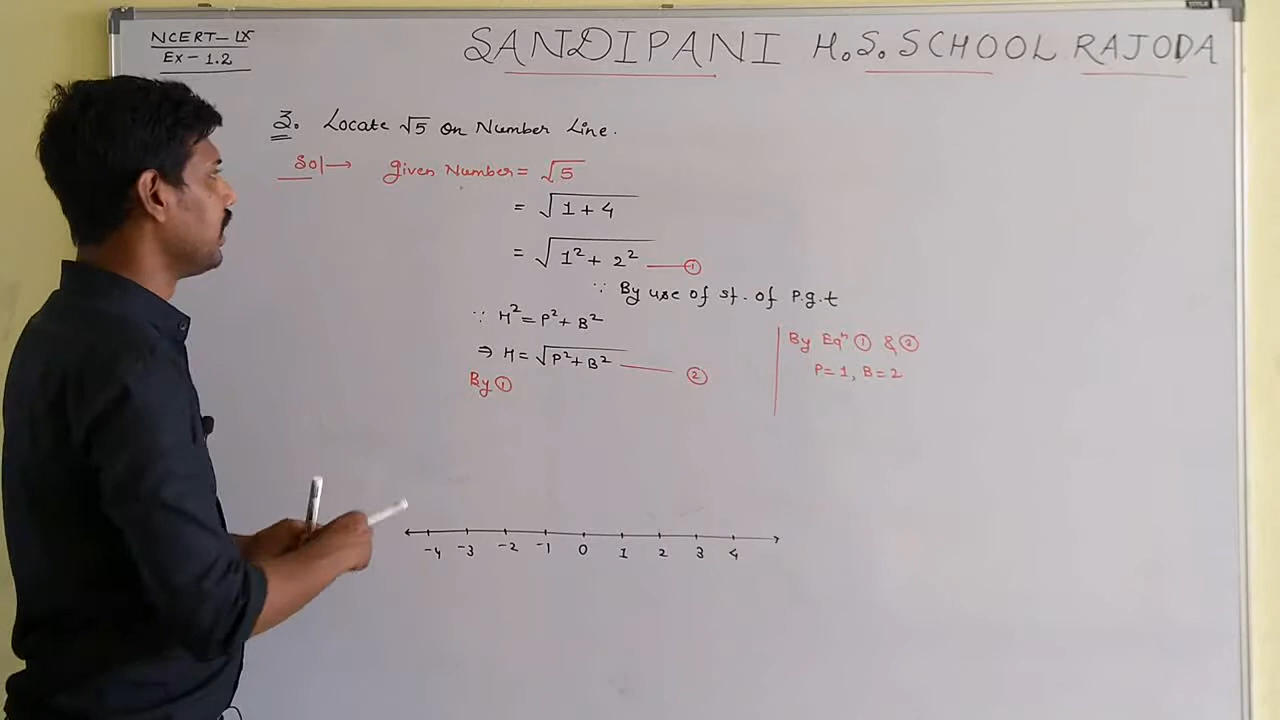 NCERT-IX
Ex-1.2
SANDIPANI H.S. SCHOOL RAJODA
3. Locate √5 on Number Line.
Sol→ Given Number = √5
= √1+4
= √1²+2² ——①
∵ By use of st. of P.g.t
∵ H²=P²+B²
⇒ H=√P²+B² ——②
By ①
By Eqⁿ ① & ②
P=1, B=2
-4 -3 -2 -1 0 1 2 3 4